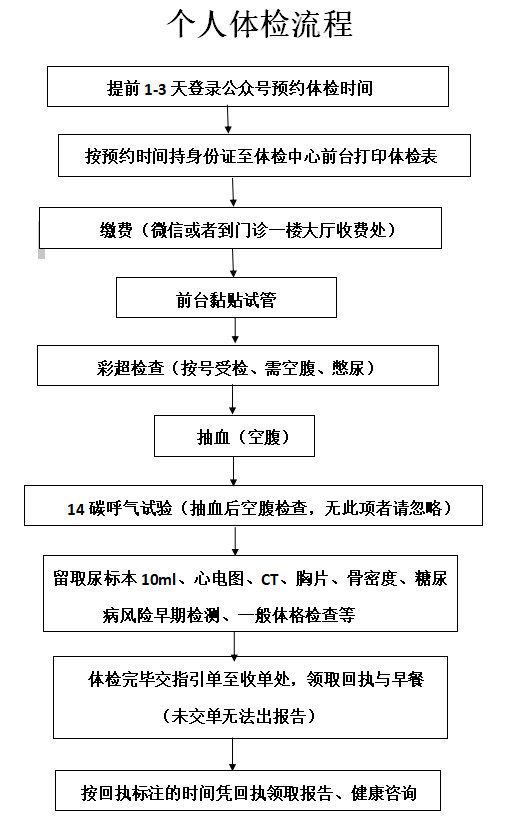 个人体检流程
提前1-3天登录公众号预约体检时间
按预约时间持身份证至体检中心前台打印体检表
缴费（微信或者到门诊一楼大厅收费处）
前台黏贴试管
彩超检查（按号受检、需空腹、憋尿）
抽血（空腹）
14碳呼气试验（抽血后空腹检查，无此项者请忽略）
留取尿标本10ml、心电图、CT、胸片、骨密度、糖尿
病风险早期检测、一般体格检查等
体检完毕交指引单至收单处，领取回执与早餐
（未交单无法出报告）
按回执标注的时间凭回执领取报告、健康咨询